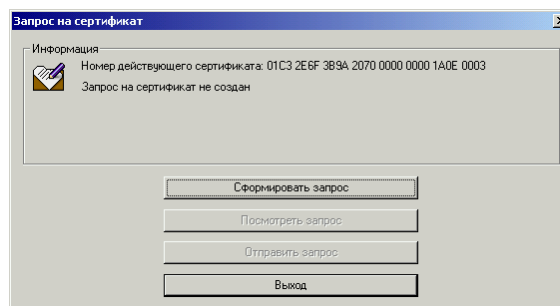 Запрос на сертификат
Информация
Номер действующего сертификата: 01C3 2E6F 3B9A 2070 0000 0000 1A0E 0003
Запрос на сертификат не создан
Сформировать запрос
Посмотреть запрос
Отправить запрос
Выход